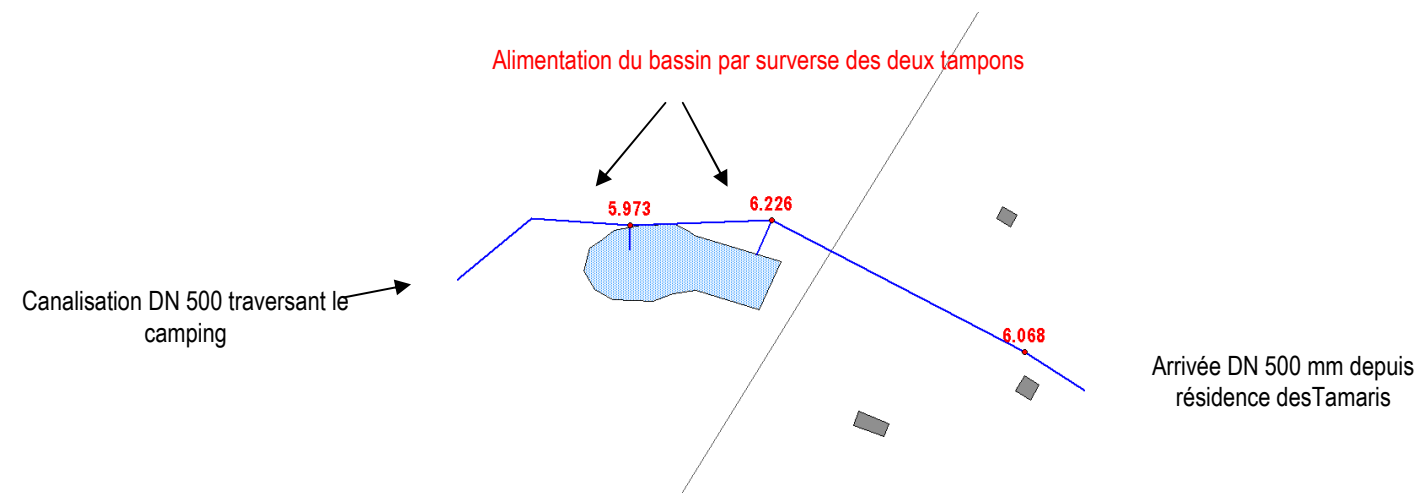 Alimentation du bassin par surverse des deux tampons
5.973
6.226
Canalisation DN 500 traversant le
camping
6.068
Arrivée DN 500 mm depuis
résidence desTamaris